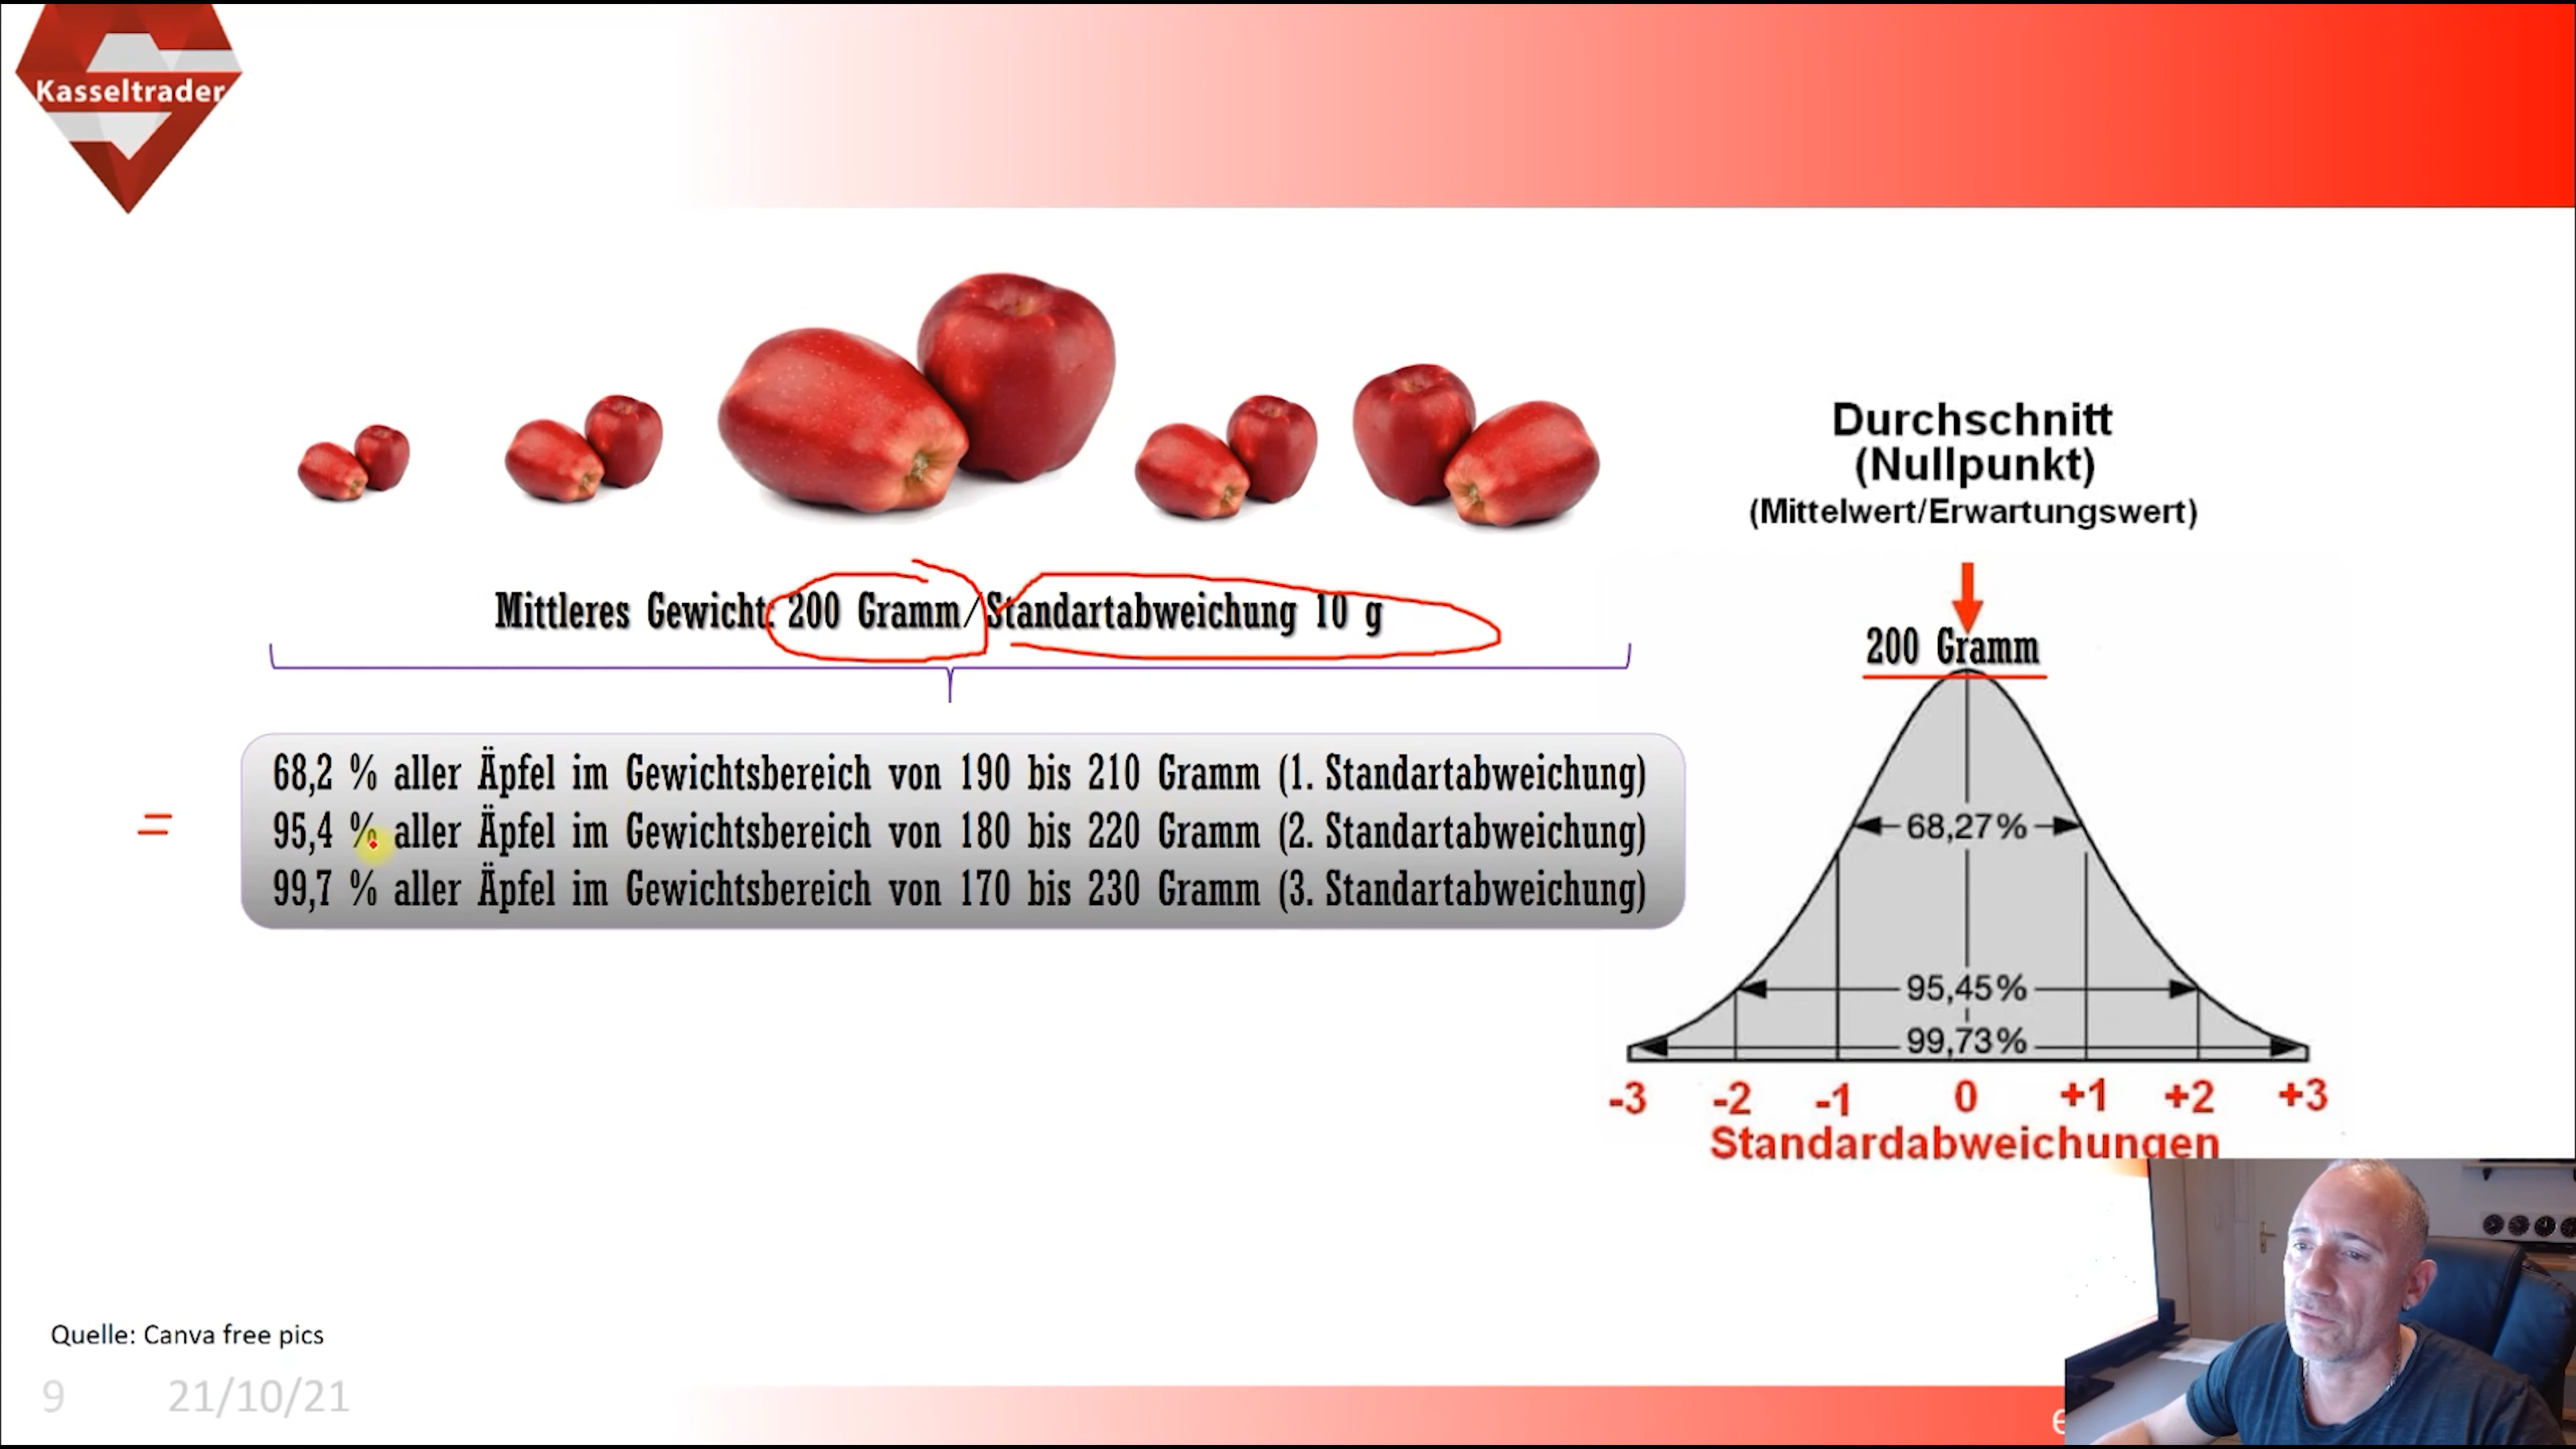 Kasseltrader
Durchschnitt
(Nullpunkt)
(Mittelwert/Erwartungswert)
Mittleres Gewicht: 200 Gramm/Standartabweichung 10 g
200 Gramm
=
68,2 % aller Äpfel im Gewichtsbereich von 190 bis 210 Gramm (1. Standartabweichung)
95,4 % aller Äpfel im Gewichtsbereich von 180 bis 220 Gramm (2. Standartabweichung)
99,7 % aller Äpfel im Gewichtsbereich von 170 bis 230 Gramm (3. Standartabweichung)
68,27%
95,45%
99,73%
-3 -2 -1 0 +1 +2 +3
Standardabweichungen
Quelle: Canva free pics
9 21/10/21